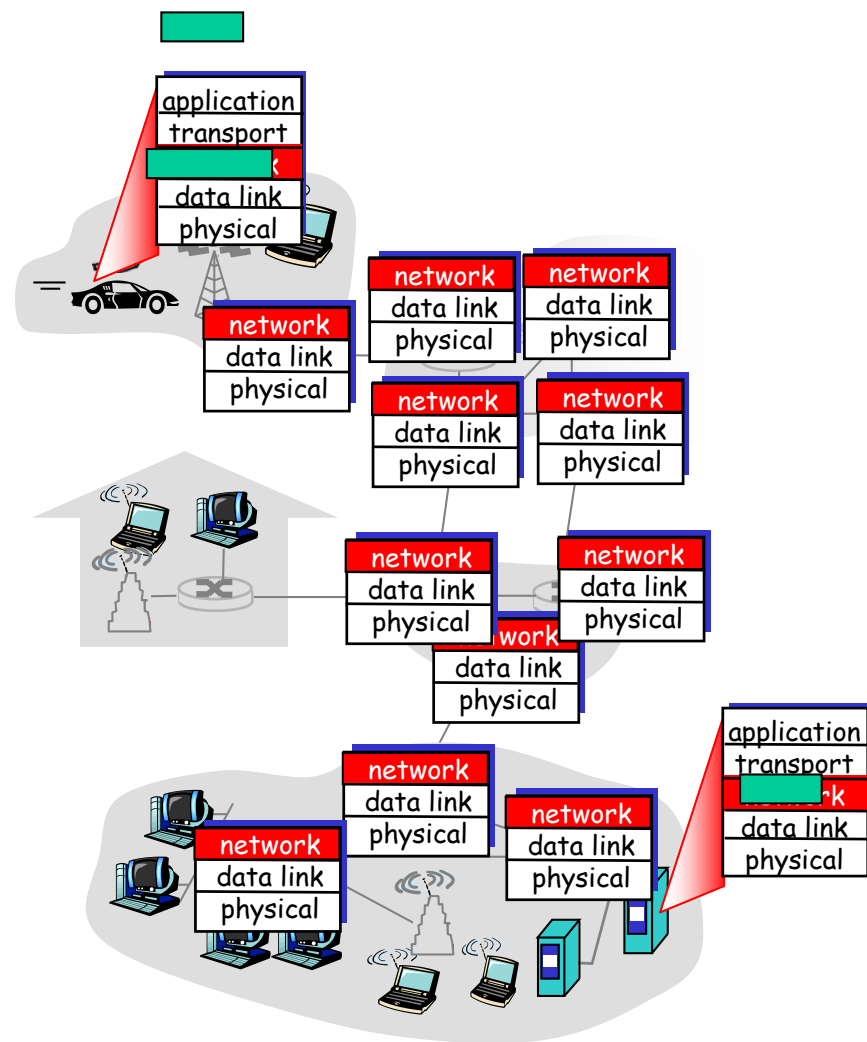 application
transport
data link
physical
network
data link
physical
network
data link
physical
network
data link
physical
network
data link
physical
network
data link
physical
network
data link
physical
network
data link
physical
network
data link
physical
application
transport
data link
physical
network
data link
physical
network
data link
physical
network
data link
physical